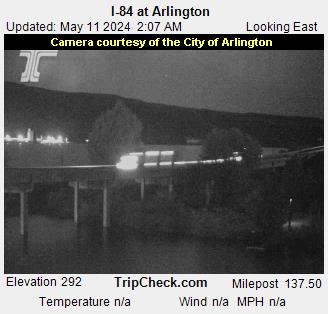 I-84 at Arlington
Updated: May 11 2024 2:07 AM Looking East
Camera courtesy of the City of Arlington
Elevation 292 TripCheck.com Milepost 137.50
Temperature n/a Wind n/a MPH n/a